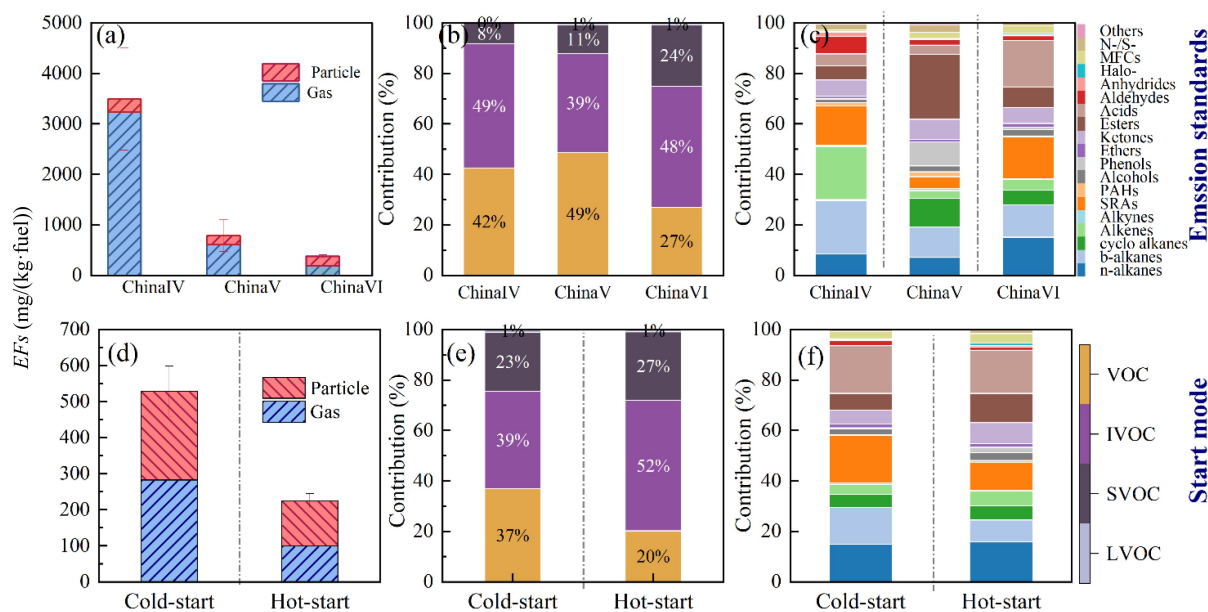 (a)
EFs (mg/(kg·fuel))
5000
4000
3000
2000
1000
0
Particle
Gas
ChinaIV
ChinaV
ChinaVI
(b)
Contribution (%)
100
80
60
40
20
0
0%
8%
49%
42%
1%
11%
39%
49%
1%
24%
48%
27%
ChinaIV
ChinaV
ChinaVI
(c)
Contribution (%)
100
80
60
40
20
0
ChinaIV
ChinaV
ChinaVI
Others
N-/S-
MFCs
Halo-
Anhydrides
Aldehydes
Acids
Esters
Ketones
Ethers
Phenols
Alcohols
PAHs
SRAs
Alkynes
Alkenes
cyclo alkanes
b-alkanes
n-alkanes
Emssion standards
(d)
700
600
500
400
300
200
100
0
Particle
Gas
Cold-start
Hot-start
(e)
Contribution (%)
100
80
60
40
20
0
1%
23%
39%
37%
1%
27%
52%
20%
Cold-start
Hot-start
(f)
Contribution (%)
100
80
60
40
20
0
Cold-start
Hot-start
VOC
IVOC
SVOC
LVOC
Start mode